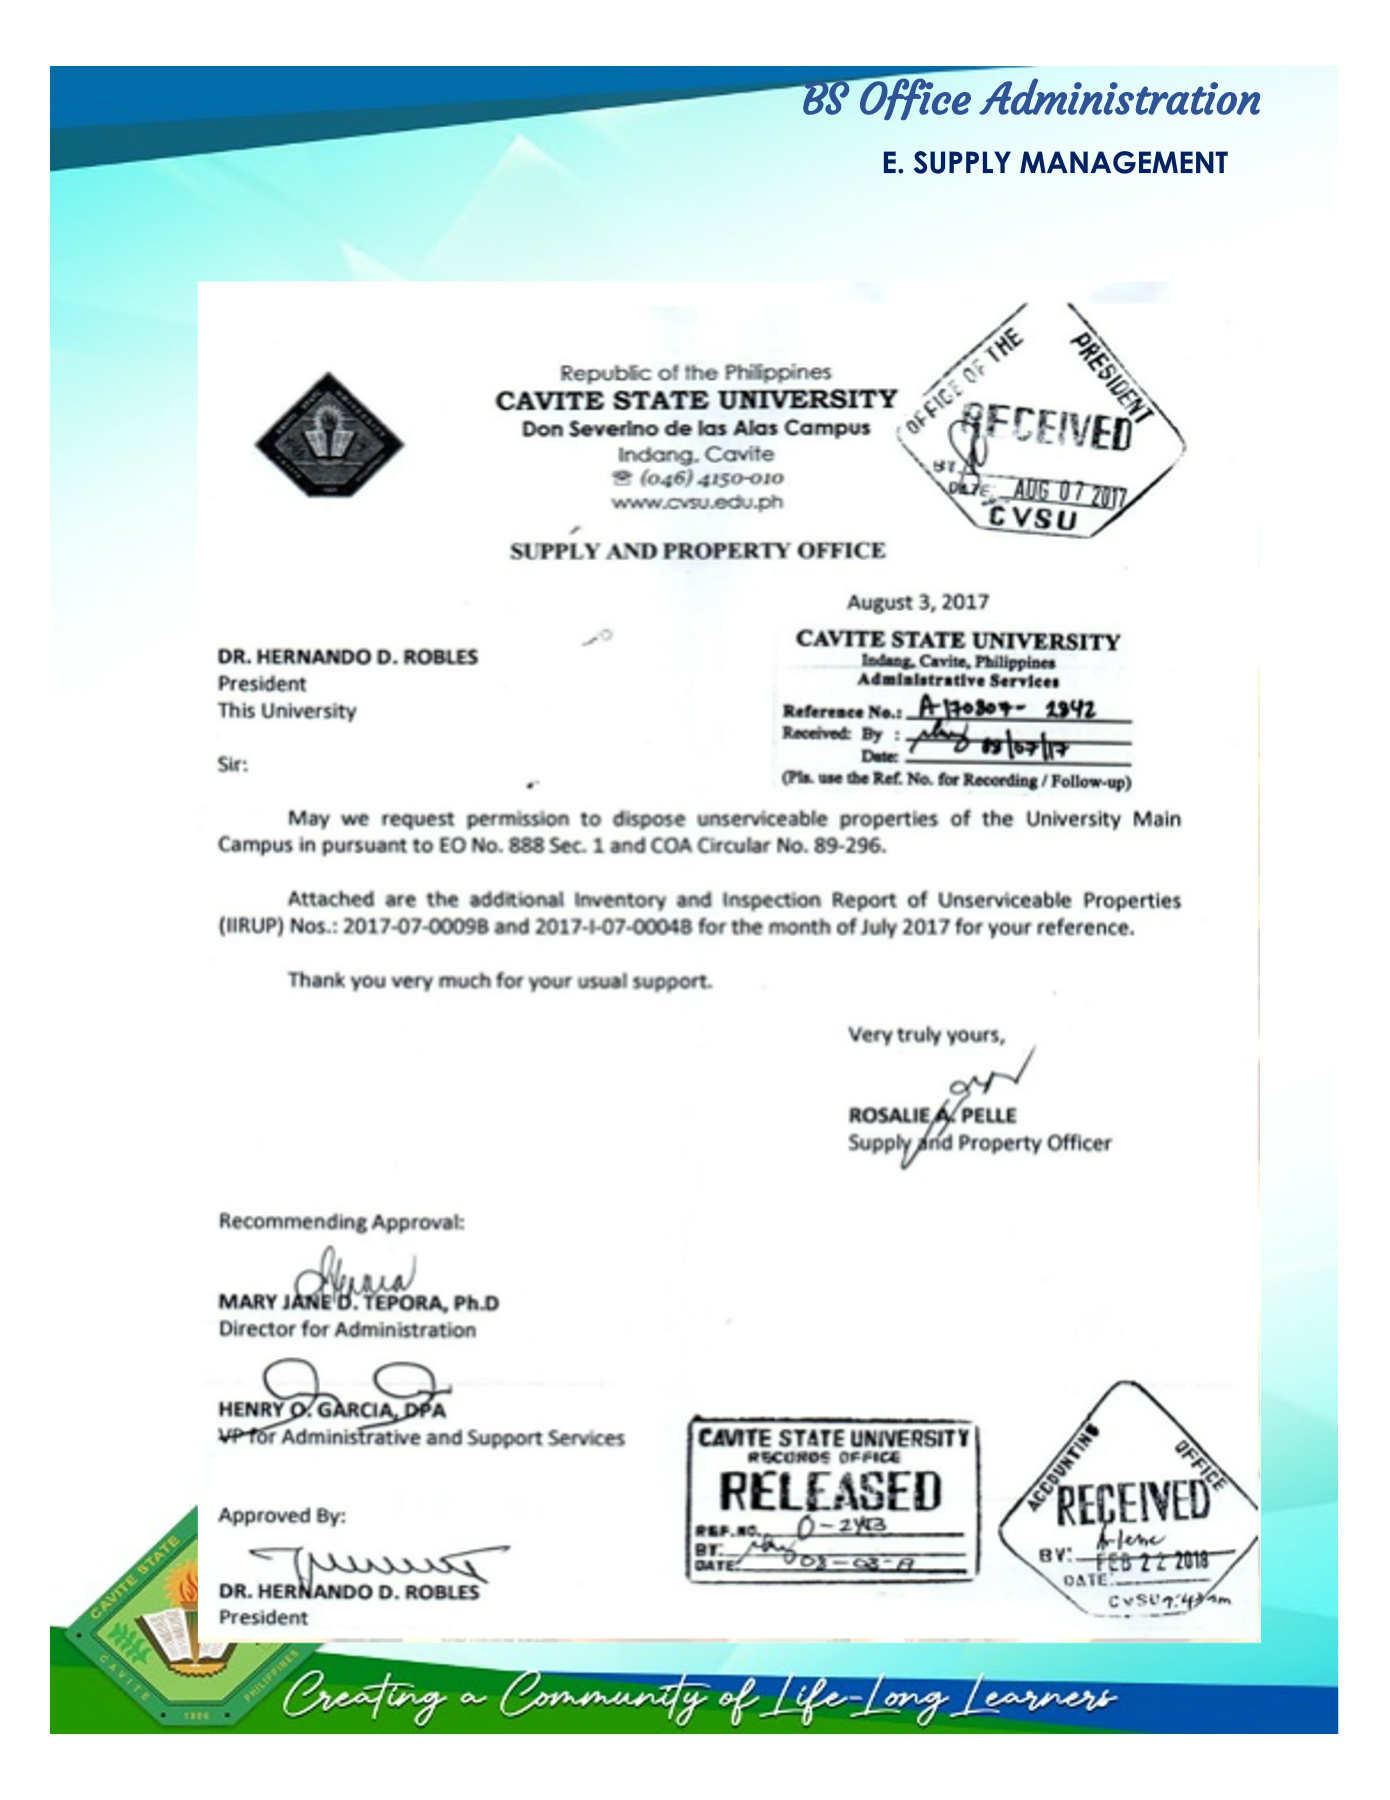 BS Office Administration
E. SUPPLY MANAGEMENT
Republic of the Philippines
CAVITE STATE UNIVERSITY
Don Severino de las Alas Campus
Indang, Cavite
☎ (046) 4150-010
www.cvsu.edu.ph
SUPPLY AND PROPERTY OFFICE
OFFICE OF THE PRESIDENT
RECEIVED
BY
DATE: AUG 07 2017
CVSU
August 3, 2017
CAVITE STATE UNIVERSITY
Indang, Cavite, Philippines
Administrative Services
Reference No.: A-170807-
Received: By :
Date: 08/07/17
(Pls. use the Ref. No. for Recording / Follow-up)
DR. HERNANDO D. ROBLES
President
This University
Sir:
May we request permission to dispose unserviceable properties of the University Main
Campus in pursuant to EO No. 888 Sec. 1 and COA Circular No. 89-296.
Attached are the additional Inventory and Inspection Report of Unserviceable Properties
(IIRUP) Nos.: 2017-07-0009B and 2017-I-07-0004B for the month of July 2017 for your reference.
Thank you very much for your usual support.
Very truly yours,
ROSALIE A. PELLE
Supply and Property Officer
Recommending Approval:
MARY JANE D. TEPORA, Ph.D
Director for Administration
HENRY O. GARCIA, DPA
VP for Administrative and Support Services
CAVITE STATE UNIVERSITY
RECORDS OFFICE
RELEASED
REF. NO.
BY:
DATE:
ACCOUNTING OFFICE
RECEIVED
Arlene
BY: FEB 22 2018
DATE:
CVSU
Approved By:
DR. HERNANDO D. ROBLES
President
CAVITE STATE
CAVITE
PHILIPPINES
1906
Creating a Community of Life-Long Learners